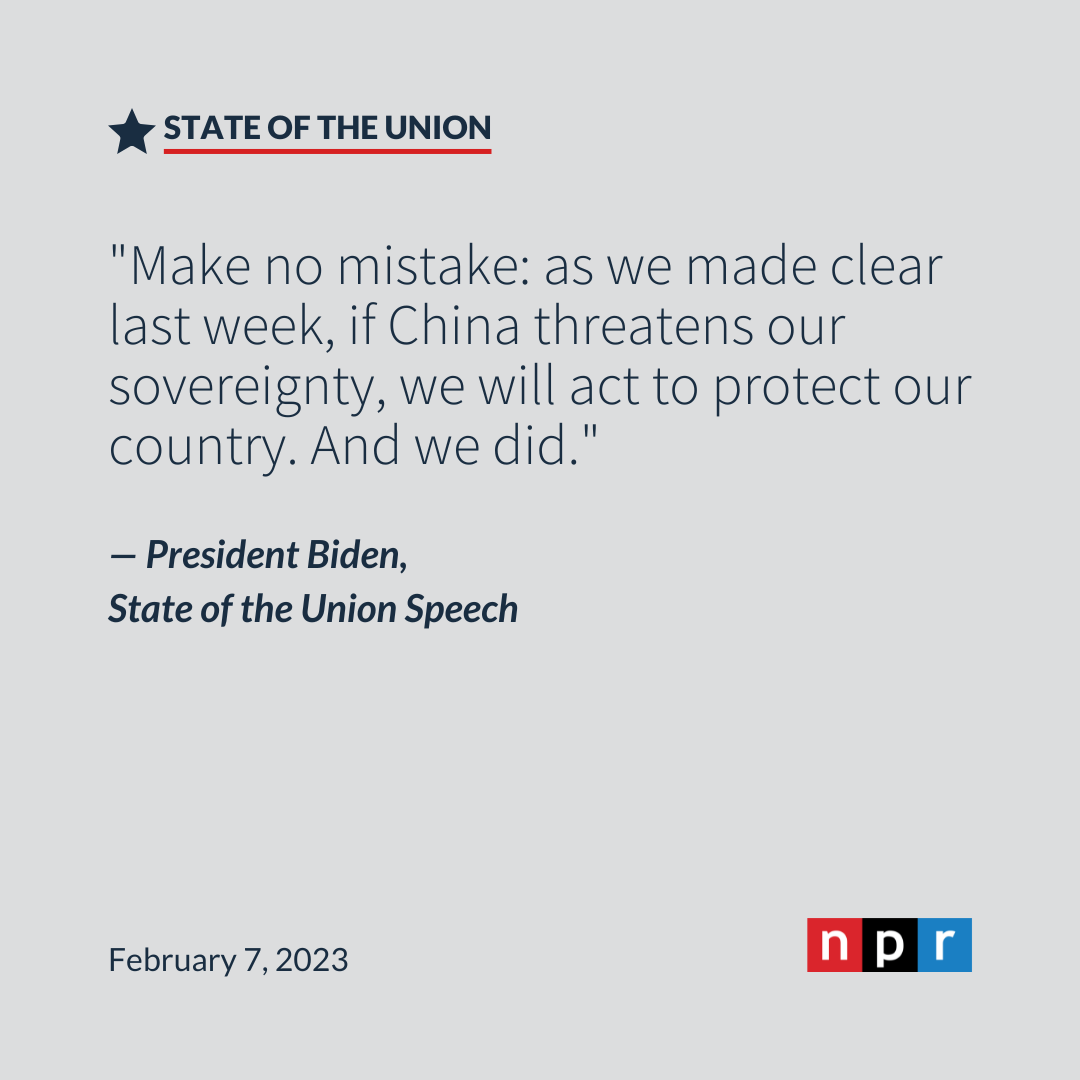 STATE OF THE UNION
"Make no mistake: as we made clear
last week, if China threatens our
sovereignty, we will act to protect our
country. And we did."
— President Biden,
State of the Union Speech
February 7, 2023
npr